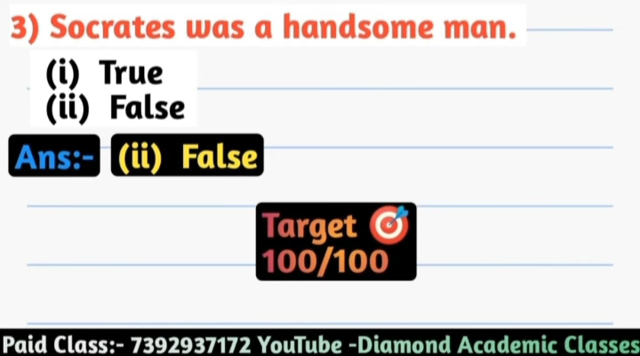 3) Socrates was a handsome man.
(i) True
(ii) False
Ans:- (ii) False
Target
100/100
Paid Class:- 7392937172 YouTube -Diamond Academic Classes